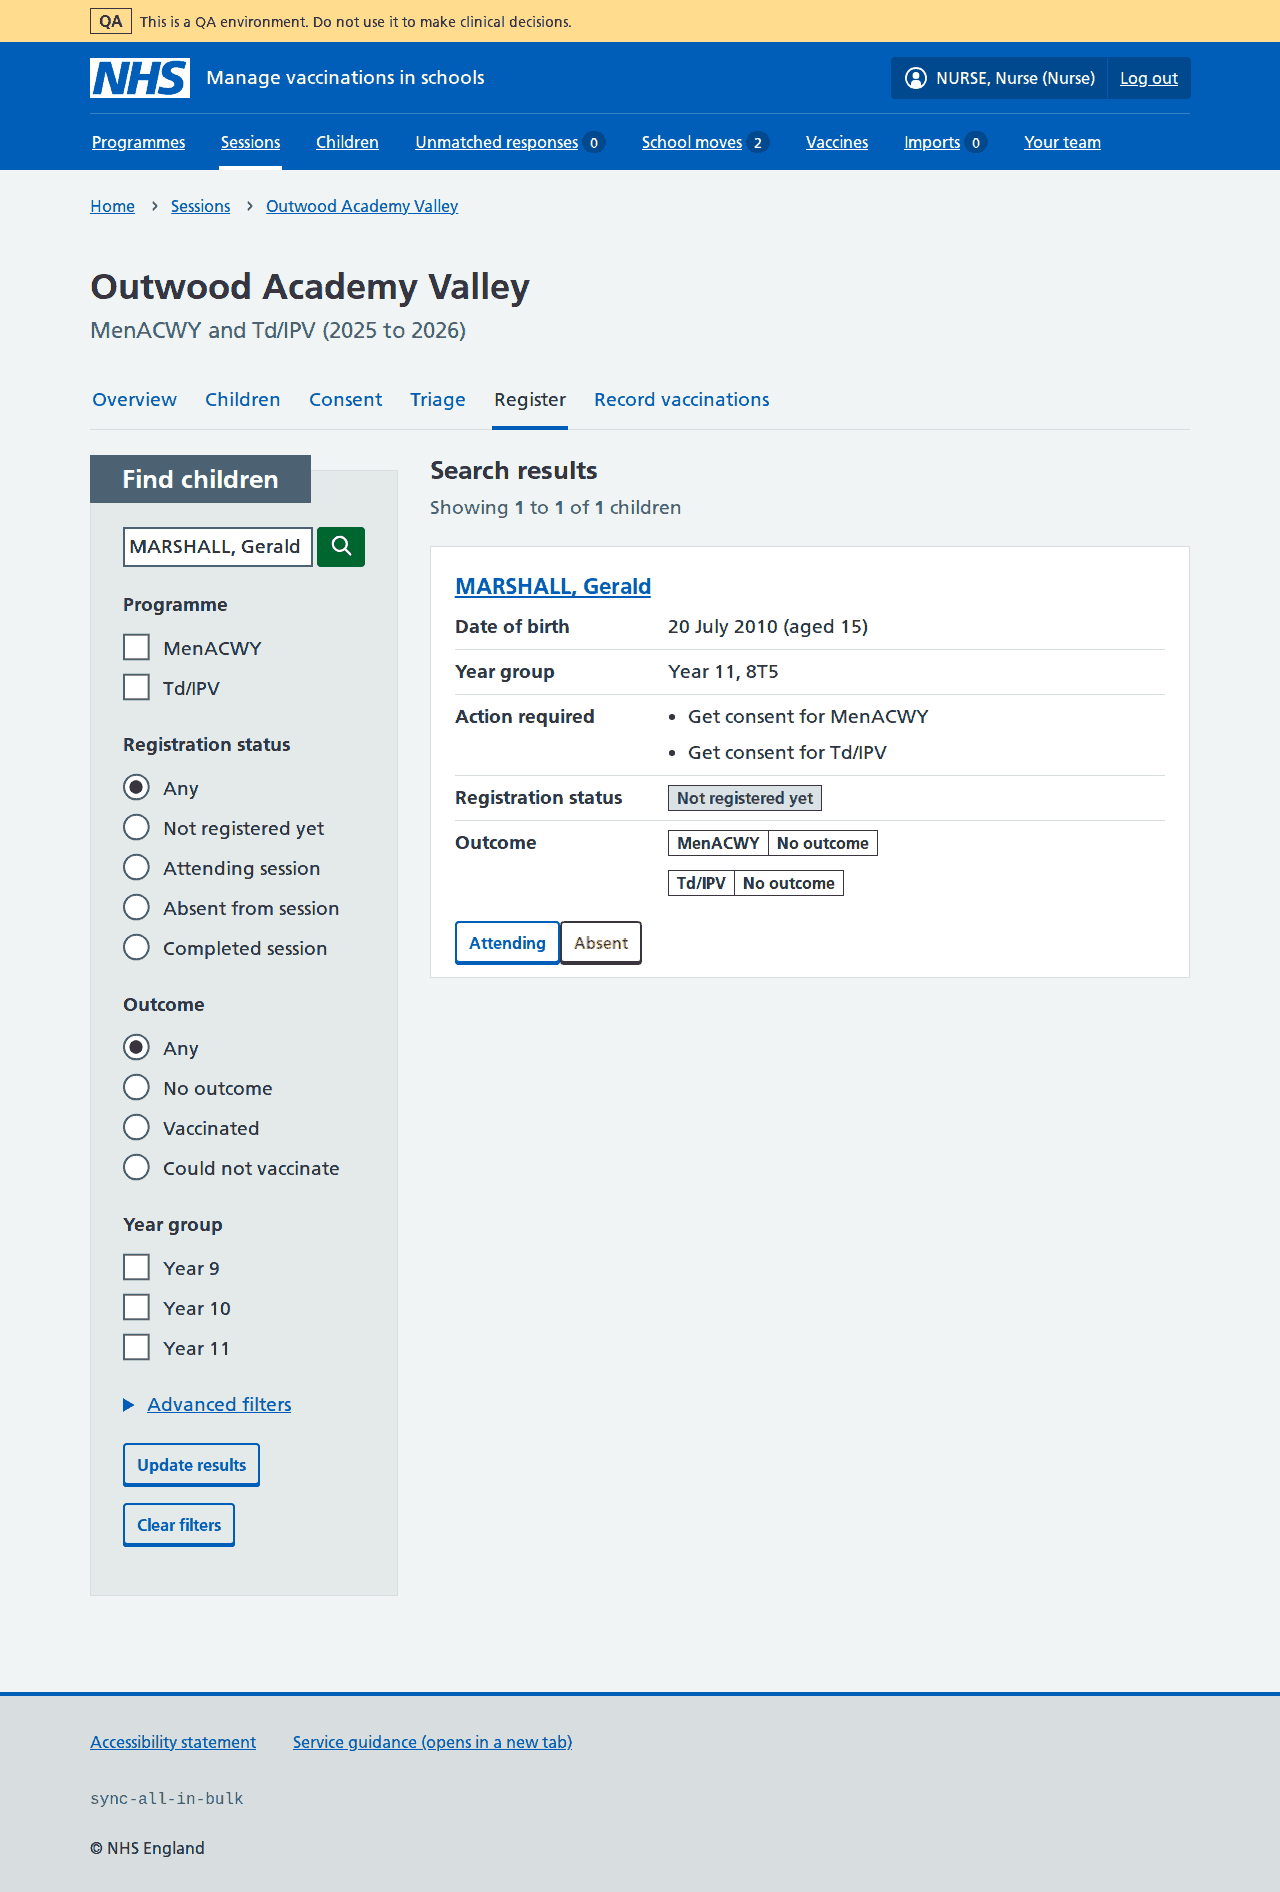 QA This is a QA environment. Do not use it to make clinical decisions.
NHS Manage vaccinations in schools NURSE, Nurse (Nurse) Log out
Programmes Sessions Children Unmatched responses 0 School moves 2 Vaccines Imports 0 Your team
Home > Sessions > Outwood Academy Valley
Outwood Academy Valley
MenACWY and Td/IPV (2025 to 2026)
Overview Children Consent Triage Register Record vaccinations
Find children
MARSHALL, Gerald
Programme
MenACWY
Td/IPV
Registration status
Any
Not registered yet
Attending session
Absent from session
Completed session
Outcome
Any
No outcome
Vaccinated
Could not vaccinate
Year group
Year 9
Year 10
Year 11
Advanced filters
Update results
Clear filters
Search results
Showing 1 to 1 of 1 children
MARSHALL, Gerald
Date of birth 20 July 2010 (aged 15)
Year group Year 11, 8T5
Action required • Get consent for MenACWY
• Get consent for Td/IPV
Registration status Not registered yet
Outcome MenACWY No outcome
Td/IPV No outcome
Attending Absent
Accessibility statement Service guidance (opens in a new tab)
sync-all-in-bulk
© NHS England